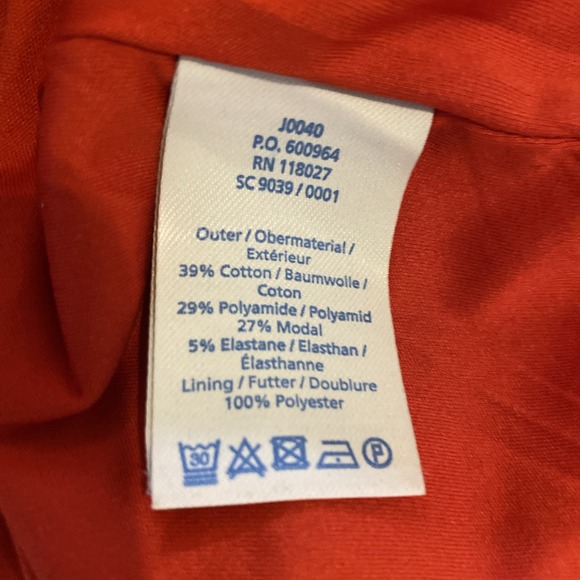 J0040
P.O. 600964
RN 118027
SC 9039 / 0001
Outer / Obermaterial /
Extérieur
39% Cotton / Baumwolle /
Coton
29% Polyamide / Polyamid
27% Modal
5% Elastane / Elasthan /
Élasthanne
Lining / Futter / Doublure
100% Polyester
30 P